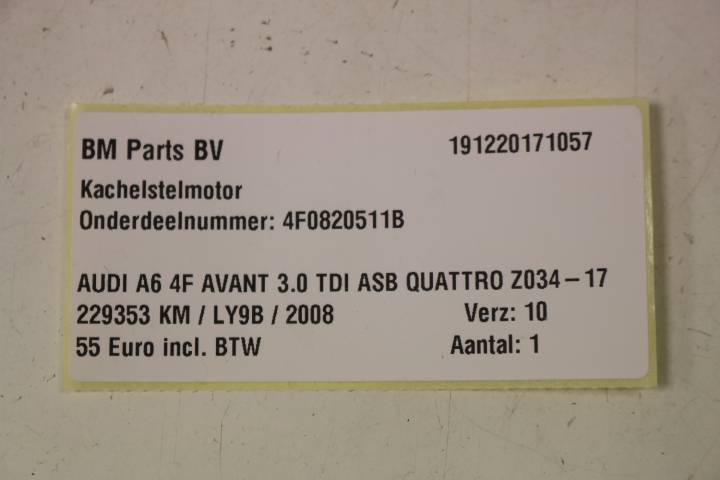 BM Parts BV 191220171057
Kachelstelmotor
Onderdeelnummer: 4F0820511B
AUDI A6 4F AVANT 3.0 TDI ASB QUATTRO Z034-17
229353 KM / LY9B / 2008 Verz: 10
55 Euro incl. BTW Aantal: 1